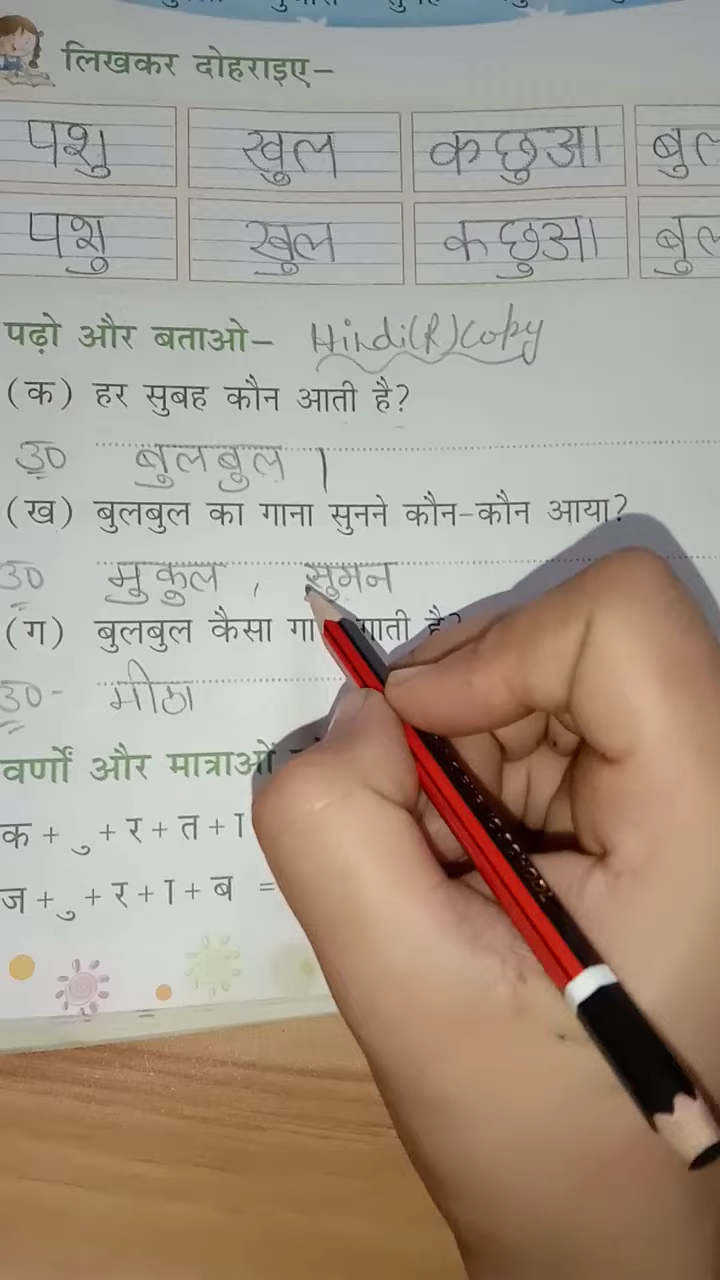 लिखकर दोहराइए–
पशु खुल कछुआ बुल
पशु खुल कछुआ बुल
पढ़ो और बताओ– Hindi(R)Copy
(क) हर सुबह कौन आती है?
उ० बुलबुल ।
(ख) बुलबुल का गाना सुनने कौन-कौन आया?
उ० मुकुल , सुमन
(ग) बुलबुल कैसा गा गाती है?
उ०- मीठा
वर्णों और मात्राओं
क + ु + र + त + ा
ज + ु + र + ा + ब =